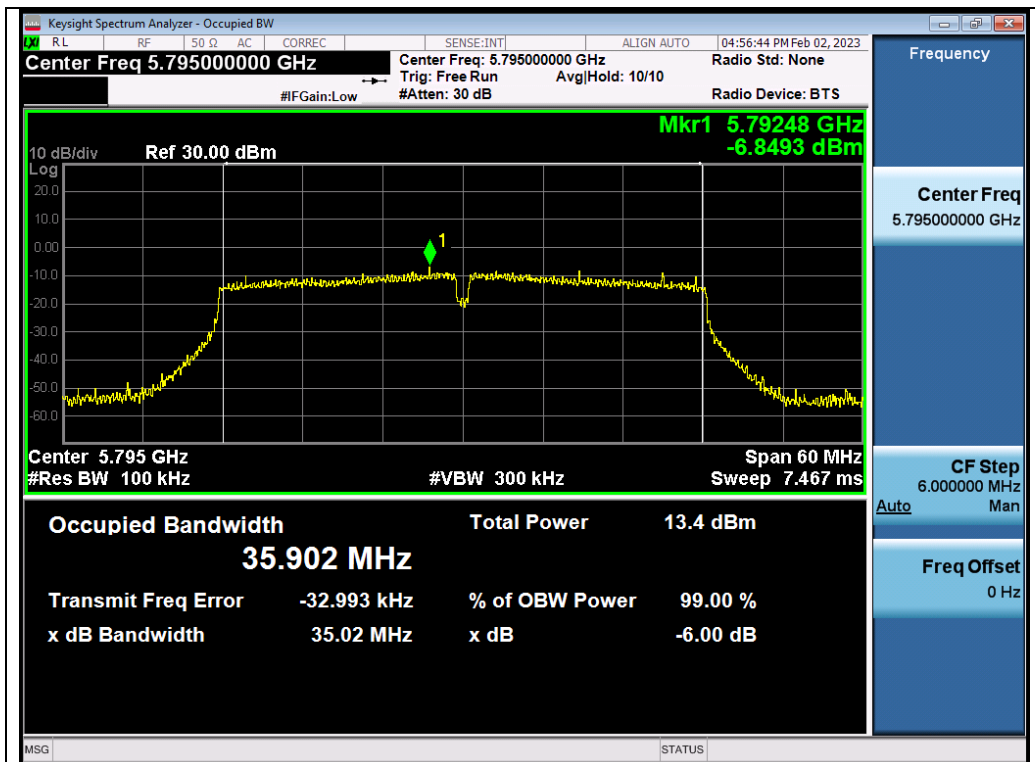 Keysight Spectrum Analyzer - Occupied BW
LXI RL RF 50 Ω AC CORREC SENSE:INT ALIGN AUTO 04:56:44 PM Feb 02, 2023
Center Freq 5.795000000 GHz
Center Freq: 5.795000000 GHz
Radio Std: None
Trig: Free Run Avg|Hold: 10/10
#IFGain:Low
#Atten: 30 dB
Radio Device: BTS
Mkr1 5.79248 GHz
-6.8493 dBm
10 dB/div Ref 30.00 dBm
Log
20.0
10.0
0.00
-10.0
-20.0
-30.0
-40.0
-50.0
-60.0
1
Center 5.795 GHz Span 60 MHz
#Res BW 100 kHz #VBW 300 kHz Sweep 7.467 ms
Occupied Bandwidth Total Power 13.4 dBm
35.902 MHz
Transmit Freq Error -32.993 kHz % of OBW Power 99.00 %
x dB Bandwidth 35.02 MHz x dB -6.00 dB
MSG STATUS
Frequency
Center Freq
5.795000000 GHz
CF Step
6.000000 MHz
Auto Man
Freq Offset
0 Hz